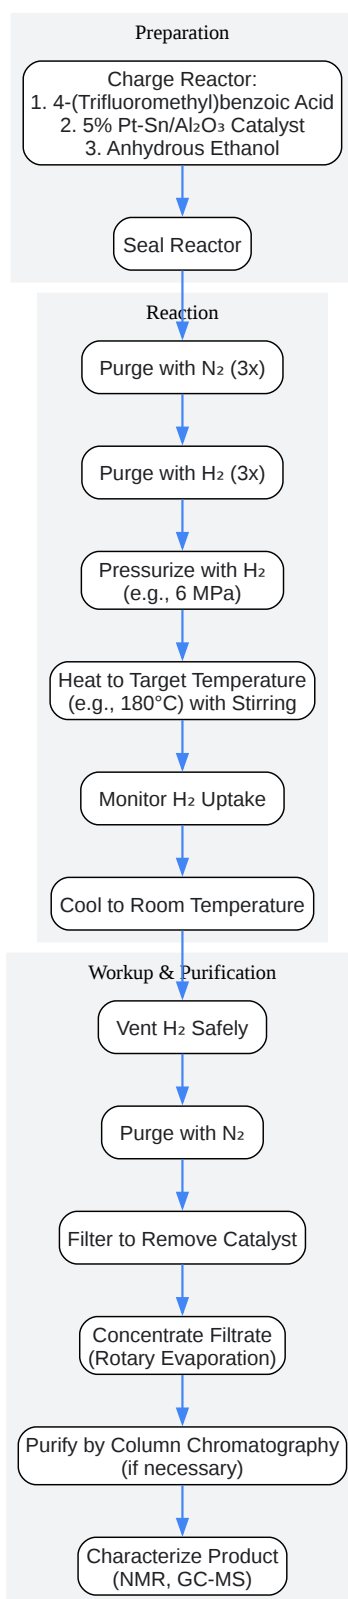 Preparation
Charge Reactor:
1. 4-(Trifluoromethyl)benzoic Acid
2. 5% Pt-Sn/Al₂O₃ Catalyst
3. Anhydrous Ethanol
Seal Reactor
Reaction
Purge with N₂ (3x)
Purge with H₂ (3x)
Pressurize with H₂
(e.g., 6 MPa)
Heat to Target Temperature
(e.g., 180°C) with Stirring
Monitor H₂ Uptake
Cool to Room Temperature
Workup & Purification
Vent H₂ Safely
Purge with N₂
Filter to Remove Catalyst
Concentrate Filtrate
(Rotary Evaporation)
Purify by Column Chromatography
(if necessary)
Characterize Product
(NMR, GC-MS)